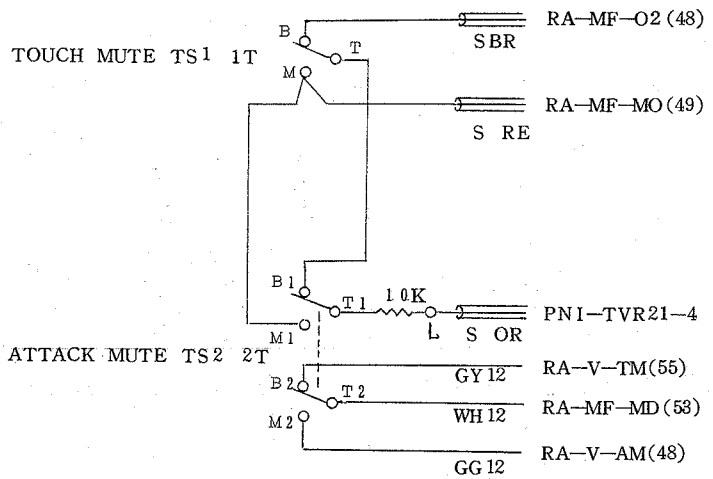 B
RA-MF-O2(48)
SBR
TOUCH MUTE TS1 1T
T
M
RA-MF-MO(49)
S RE
B1
T1
10K
PNI-TVR21-4
M1
L
S OR
ATTACK MUTE TS2 2T
RA-V-TM(55)
B2
GY12
T2
RA-MF-MD(53)
M2
WH12
RA-V-AM(48)
GG12